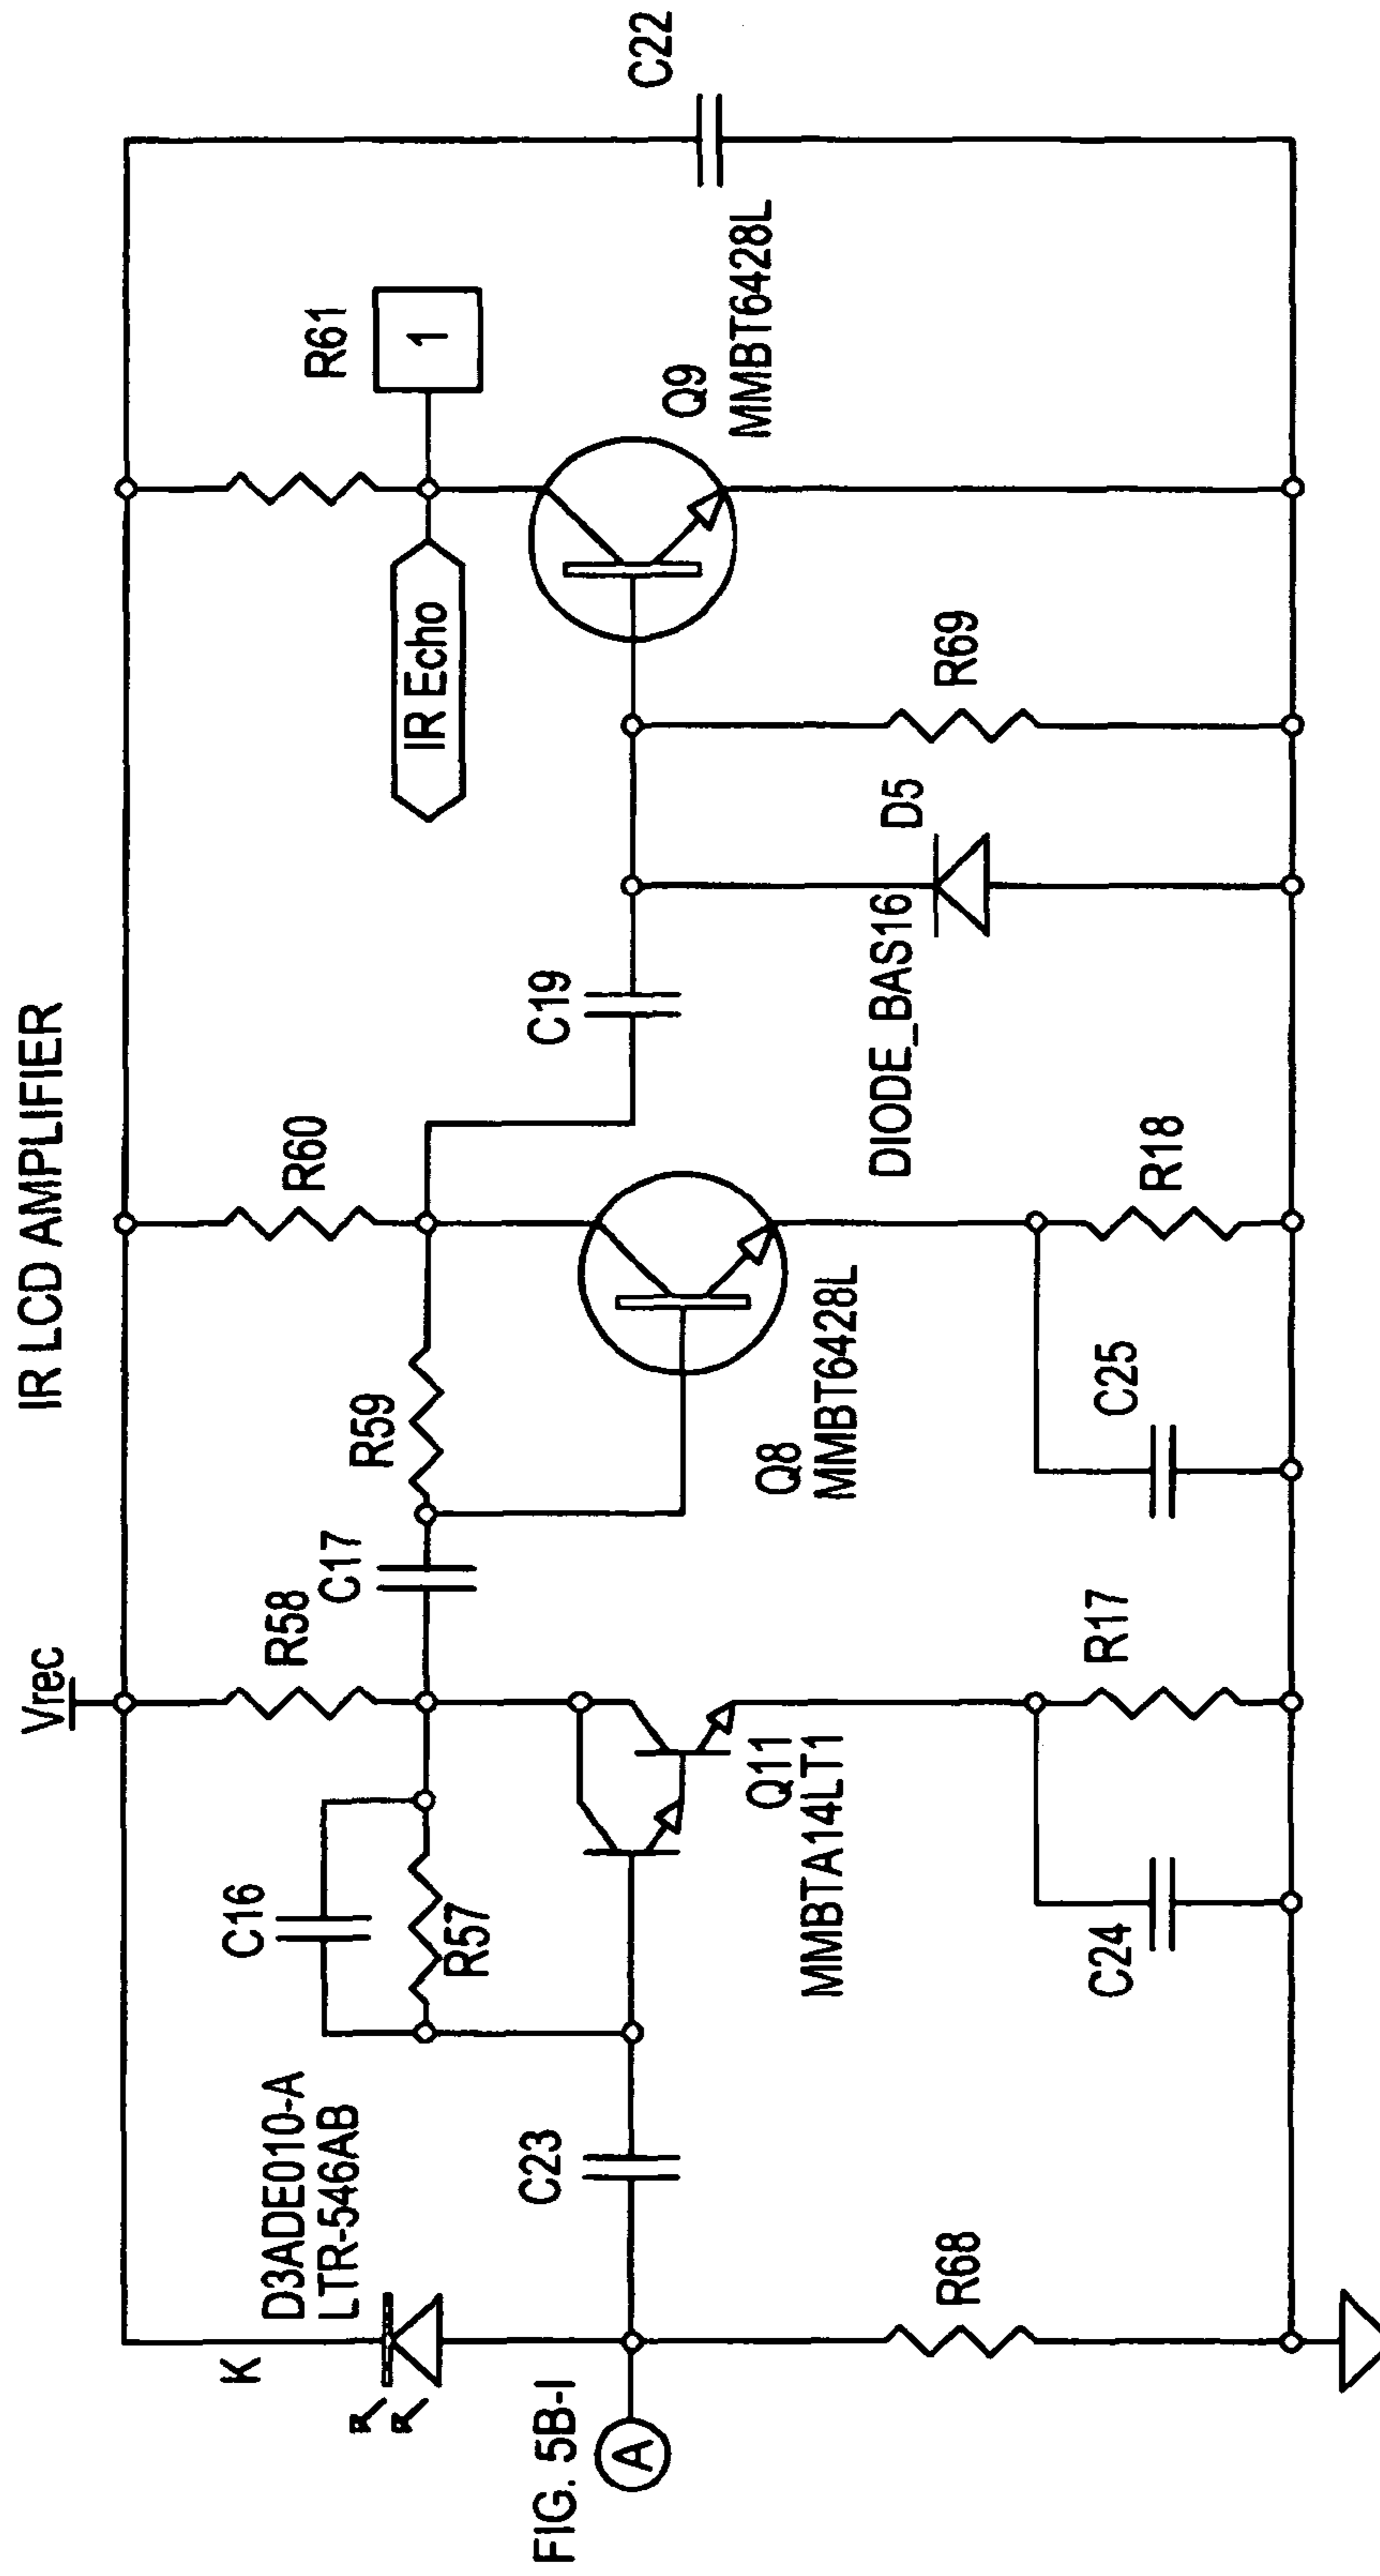 IR LCD AMPLIFIER
Vrec
K
D3ADE010-A
LTR-546AB
FIG. 5B-I
A
R68
C23
C16
R57
R58
C17
Q11
MMBTA14LT1
C24
R17
R59
R60
Q8
MMBT6428L
C25
R18
C19
DIODE_BAS16
D5
R69
IR Echo
R61
1
Q9
MMBT6428L
C22